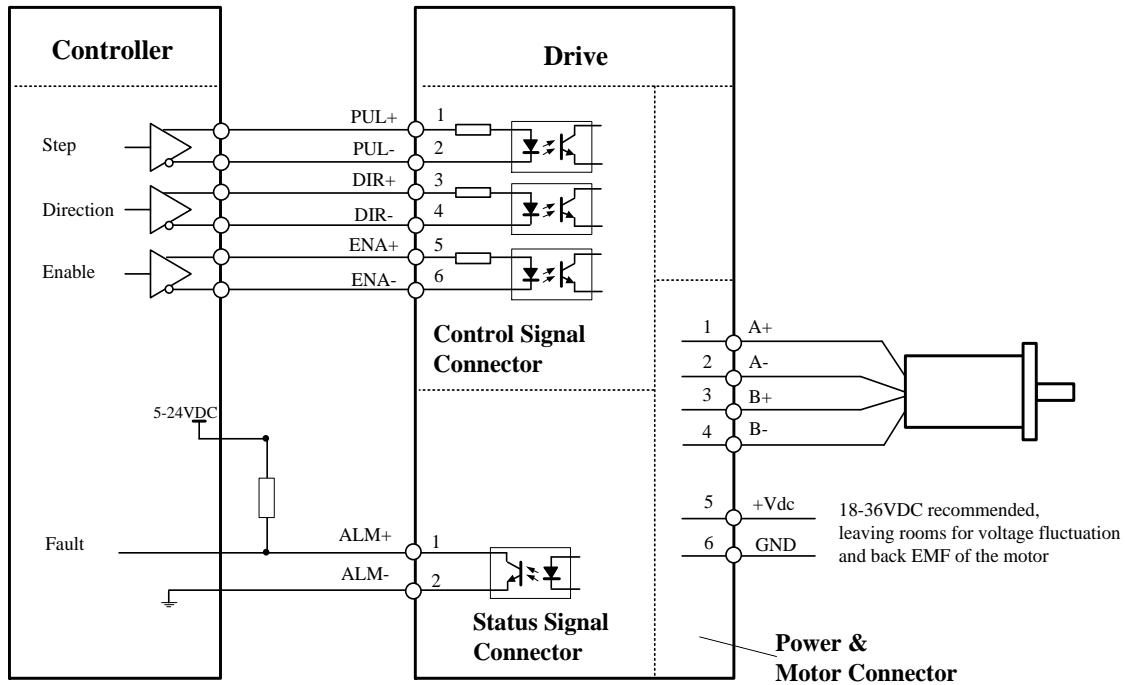 Controller
Drive
Step
PUL+
1
PUL-
2
Direction
DIR+
3
DIR-
4
Enable
ENA+
5
ENA-
6
Control Signal
Connector
1
A+
2
A-
3
B+
4
B-
5-24VDC
5
+Vdc
6
GND
18-36VDC recommended,
leaving rooms for voltage fluctuation
and back EMF of the motor
Fault
ALM+
1
ALM-
2
Status Signal
Connector
Power &
Motor Connector